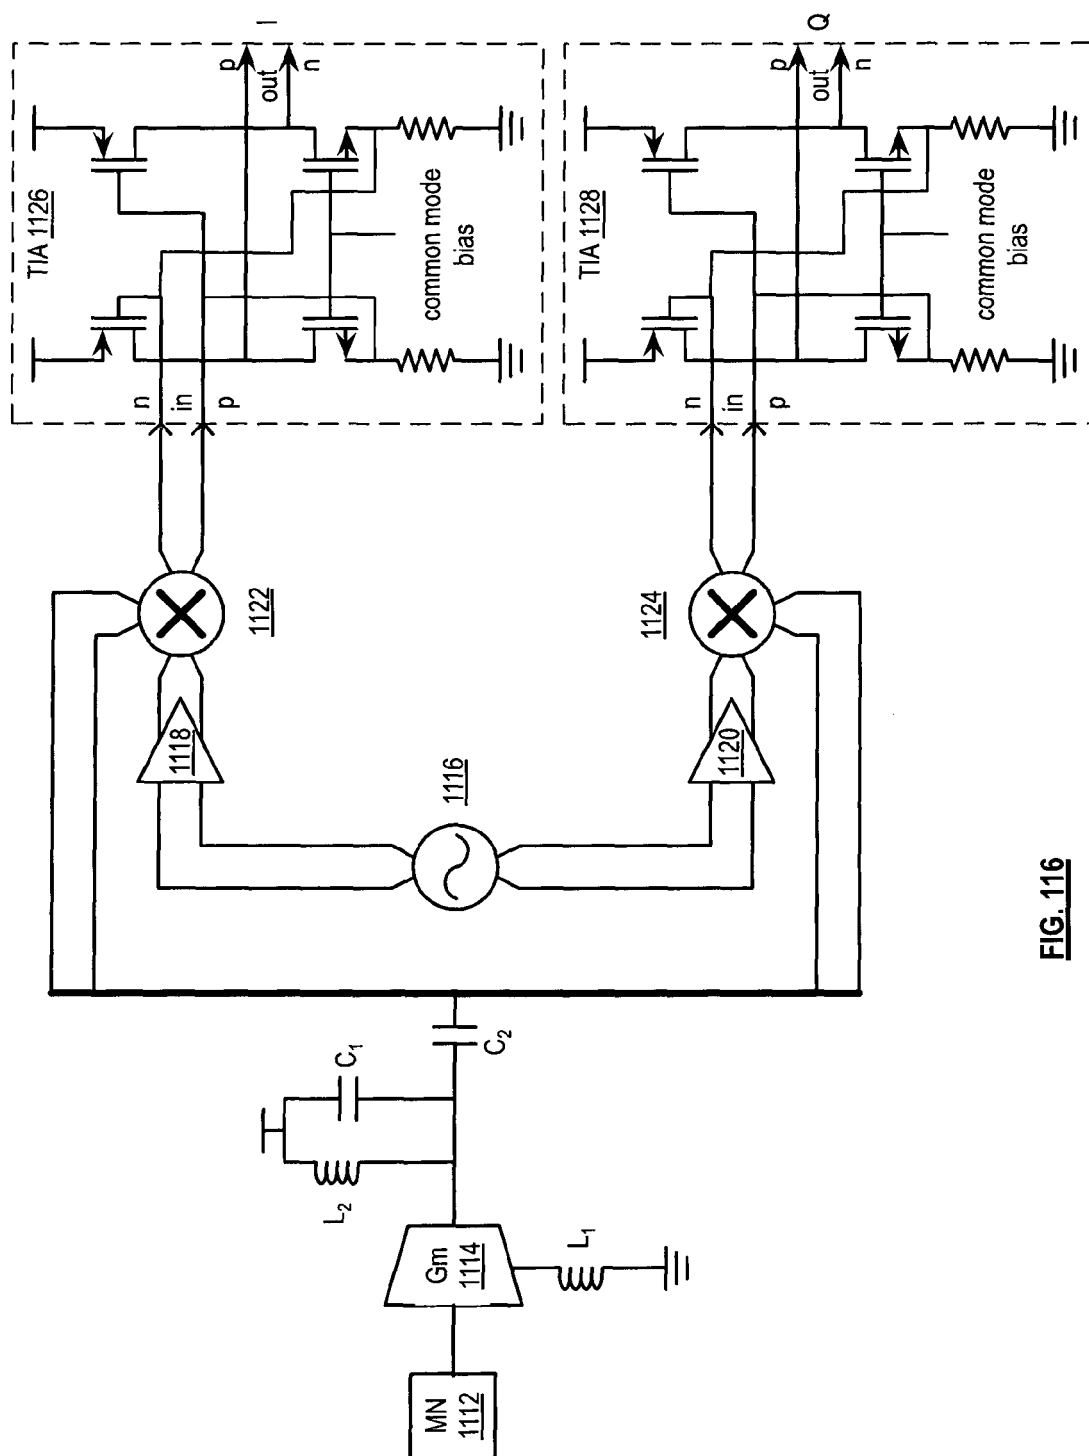 MN
1112
Gm
1114
L1
L2
C1
C2
1116
1118
1120
1122
1124
TIA 1126
n
in
p
common mode
bias
p
out
n
I
TIA 1128
n
in
p
common mode
bias
p
out
n
Q
FIG. 116